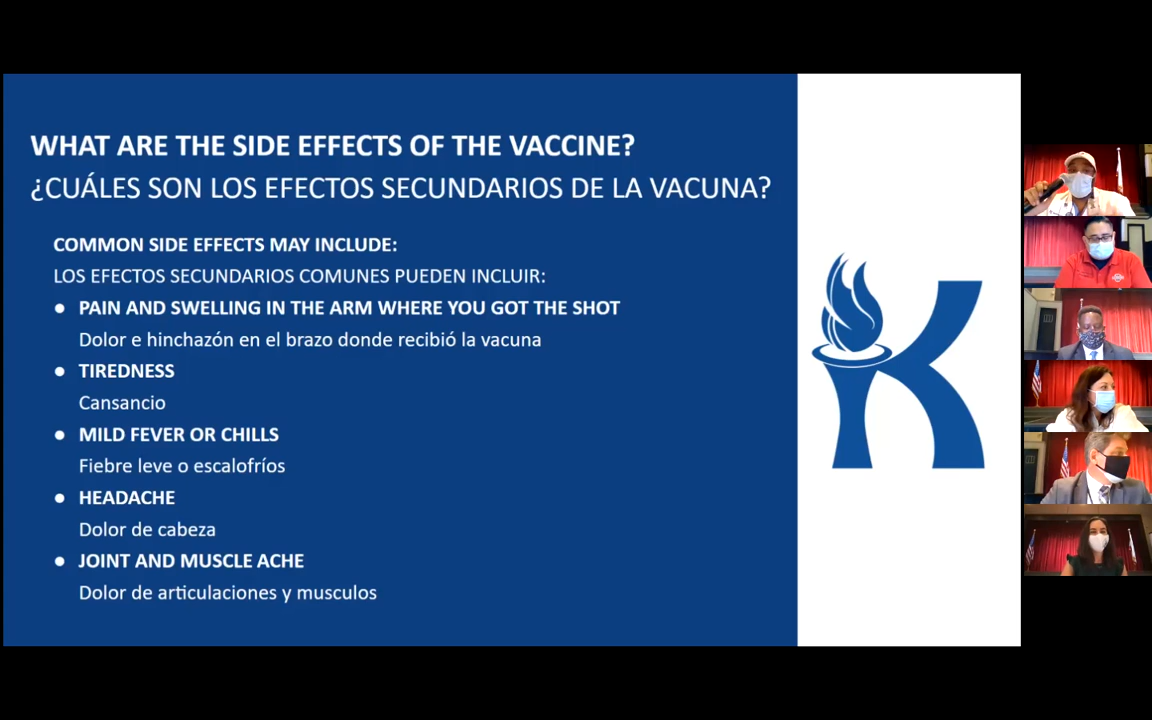 WHAT ARE THE SIDE EFFECTS OF THE VACCINE?
¿CUÁLES SON LOS EFECTOS SECUNDARIOS DE LA VACUNA?
COMMON SIDE EFFECTS MAY INCLUDE:
LOS EFECTOS SECUNDARIOS COMUNES PUEDEN INCLUIR:
● PAIN AND SWELLING IN THE ARM WHERE YOU GOT THE SHOT
Dolor e hinchazón en el brazo donde recibió la vacuna
● TIREDNESS
Cansancio
● MILD FEVER OR CHILLS
Fiebre leve o escalofríos
● HEADACHE
Dolor de cabeza
● JOINT AND MUSCLE ACHE
Dolor de articulaciones y musculos
K